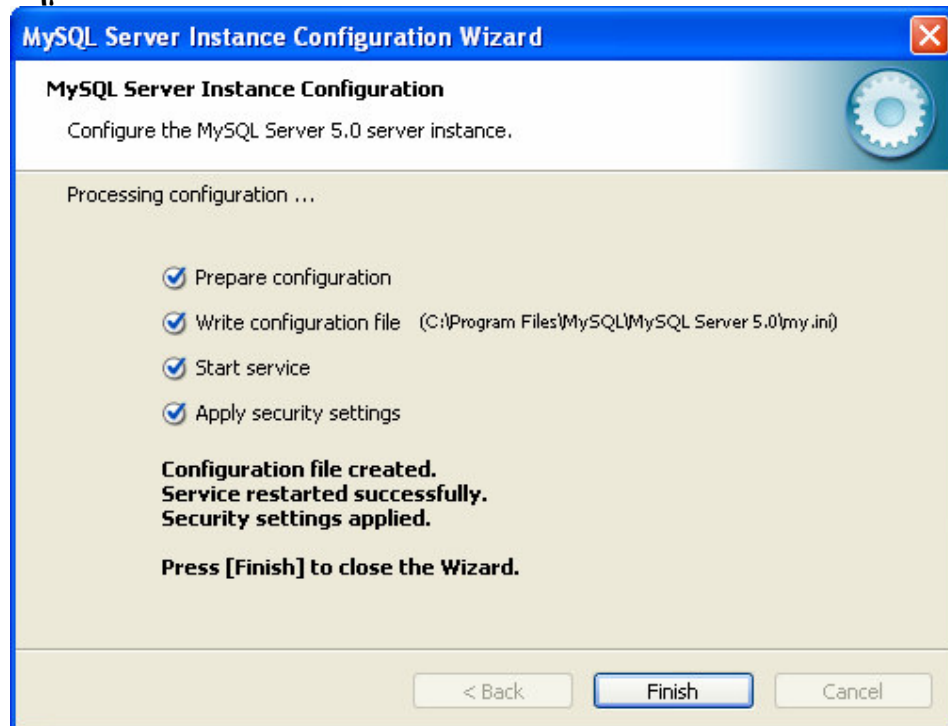 MySQL Server Instance Configuration Wizard
MySQL Server Instance Configuration
Configure the MySQL Server 5.0 server instance.
Processing configuration ...
Prepare configuration
Write configuration file (C:\Program Files\MySQL\MySQL Server 5.0\my.ini)
Start service
Apply security settings
Configuration file created.
Service restarted successfully.
Security settings applied.
Press [Finish] to close the Wizard.
< Back Finish Cancel